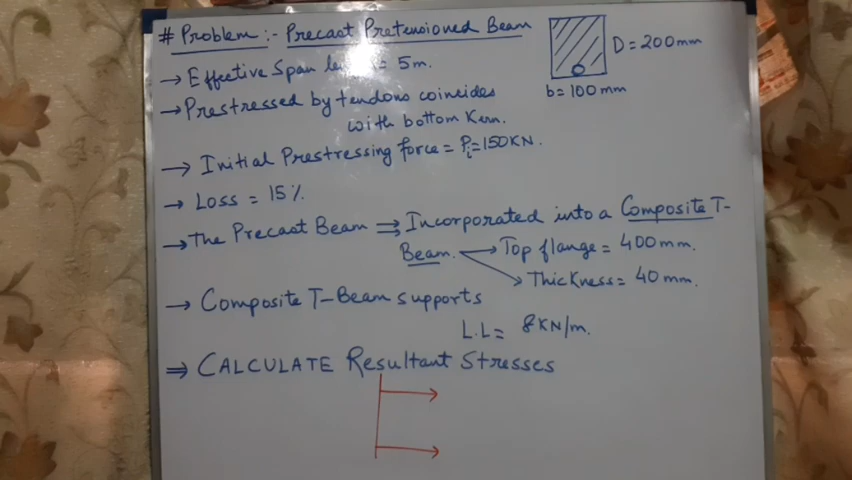 # Problem :- Precast Pretensioned Beam
D = 200mm
b = 100 mm
→ Effective Span = 5m.
→ Prestressed by tendons coincides
with bottom Kern.
→ Initial Prestressing force = Pi = 150KN.
→ Loss = 15%
→ The Precast Beam ⇒ Incorporated into a Composite T-
Beam. → Top flange = 400mm.
→ Thickness = 40 mm.
→ Composite T-Beam supports
L.L = 8KN/m.
⇒ CALCULATE Resultant Stresses